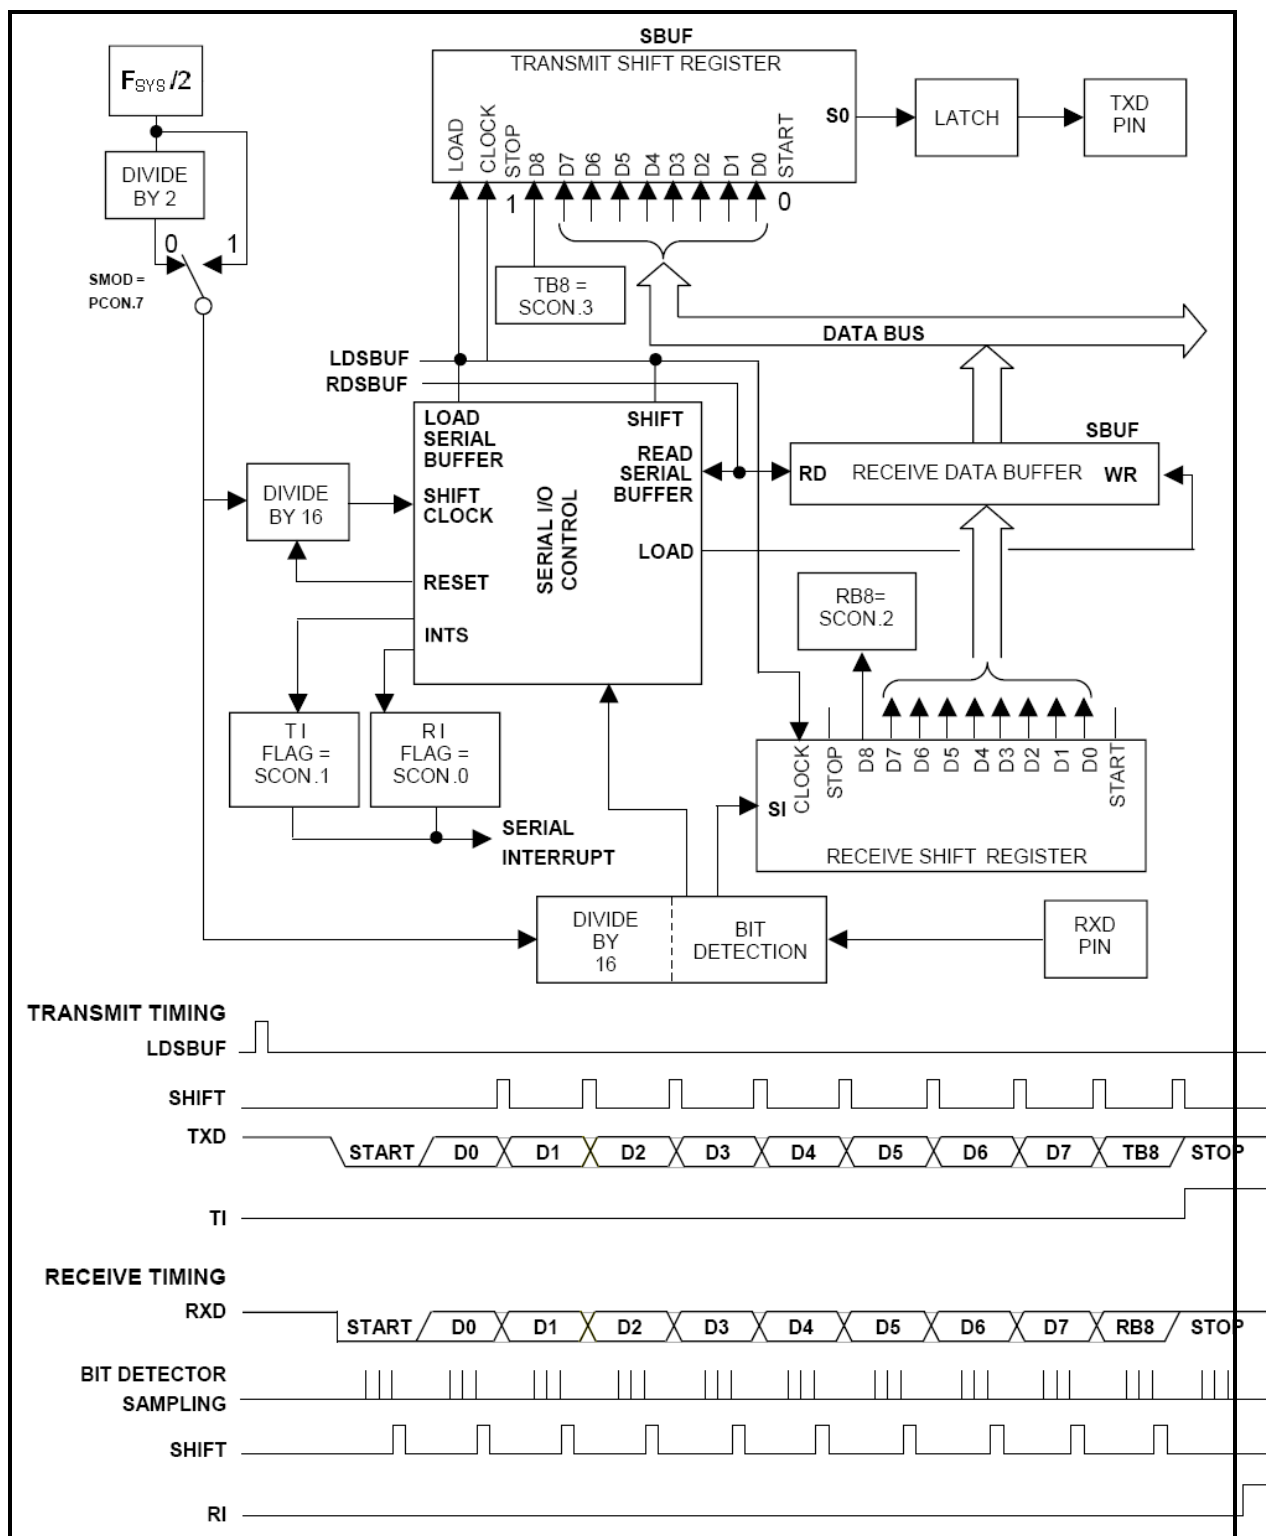 SBUF
TRANSMIT SHIFT REGISTER
FSYS/2
LOAD
CLOCK
STOP
D8
D7
D6
D5
D4
D3
D2
D1
D0
START
S0
LATCH
TXD
PIN
DIVIDE
BY 2
1
0
0
1
SMOD =
PCON.7
TB8 =
SCON.3
DATA BUS
LDSBUF
RDSBUF
LOAD
SERIAL
BUFFER
SHIFT
READ
SERIAL
BUFFER
SBUF
RD
RECEIVE DATA BUFFER
WR
DIVIDE
BY 16
SHIFT
CLOCK
SERIAL I/O
CONTROL
LOAD
RESET
INTS
RB8=
SCON.2
TI
FLAG =
SCON.1
RI
FLAG =
SCON.0
SERIAL
INTERRUPT
CLOCK
STOP
D8
D7
D6
D5
D4
D3
D2
D1
D0
START
SI
RECEIVE SHIFT REGISTER
DIVIDE
BY
16
BIT
DETECTION
RXD
PIN
TRANSMIT TIMING
LDSBUF
SHIFT
TXD
START D0 D1 D2 D3 D4 D5 D6 D7 TB8 STOP
TI
RECEIVE TIMING
RXD
START D0 D1 D2 D3 D4 D5 D6 D7 RB8 STOP
BIT DETECTOR
SAMPLING
SHIFT
RI